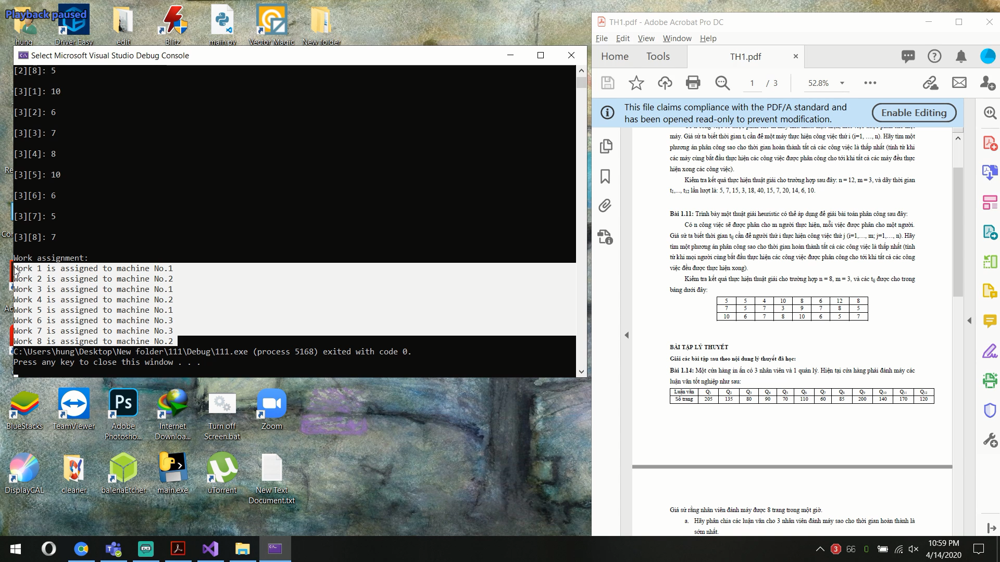 Playback paused
hung
Driver Easy
edit
Blitz
main.py
Vector Magic
New folder
Select Microsoft Visual Studio Debug Console
[2][8]: 5
[3][1]: 10
[3][2]: 6
[3][3]: 7
[3][4]: 8
[3][5]: 10
[3][6]: 6
[3][7]: 5
[3][8]: 7
Work assignment:
Work 1 is assigned to machine No.1
Work 2 is assigned to machine No.2
Work 3 is assigned to machine No.1
Work 4 is assigned to machine No.2
Work 5 is assigned to machine No.1
Work 6 is assigned to machine No.3
Work 7 is assigned to machine No.3
Work 8 is assigned to machine No.2
C:\Users\hung\Desktop\New folder\111\Debug\111.exe (process 5168) exited with code 0.
Press any key to close this window . . .
BlueStacks
TeamViewer
Ps
Adobe
Photosho...
Internet
Downloa...
Turn off
Screen.bat
Zoom
DisplayCAL
cleaner
balenaEtcher
main.exe
uTorrent
New Text
Document.txt
TH1.pdf - Adobe Acrobat Pro DC
File Edit View Window Help
Home Tools TH1.pdf
1 / 3 52.8%
This file claims compliance with the PDF/A standard and
has been opened read-only to prevent modification.
Enable Editing
máy. Giả sử ta biết thời gian ti cần để một máy thực hiện công việc thứ i (i=1, …, n). Hãy tìm một
phương án phân công sao cho thời gian hoàn thành tất cả các công việc là thấp nhất (tính từ khi
các máy cùng bắt đầu thực hiện các công việc được phân công cho tới khi tất cả các máy đều thực
hiện xong các công việc).
Kiểm tra kết quả thực hiện thuật giải cho trường hợp sau đây: n = 12, m = 3, và dãy thời gian
t1,..., t12 lần lượt là: 5, 7, 15, 3, 18, 40, 15, 7, 20, 14, 6, 10.
Bài 1.11: Trình bày một thuật giải heuristic có thể áp dụng để giải bài toán phân công sau đây:
Có n công việc sẽ được phân cho m người thực hiện, mỗi việc được phân cho một người.
Giả sử ta biết thời gian tij cần để người thứ i thực hiện công việc thứ j (i=1,…, m; j=1,…, n). Hãy
tìm một phương án phân công sao cho thời gian hoàn thành tất cả các công việc là thấp nhất (tính
từ khi mọi người cùng bắt đầu thực hiện các công việc được phân công cho tới khi tất cả các công
việc đều được thực hiện xong).
Kiểm tra kết quả thực hiện thuật giải cho trường hợp n = 8, m = 3, và các tij được cho trong
bảng dưới đây:
5 5 4 10 8 6 12 8
7 5 7 3 9 7 8 5
10 6 7 8 10 6 5 7
BÀI TẬP LÝ THUYẾT
Giải các bài tập sau theo nội dung lý thuyết đã học:
Bài 1.14: Một cửa hàng in ấn có 3 nhân viên và 1 quản lý. Hiện tại cửa hàng phải đánh máy các
luận văn tốt nghiệp như sau:
Luận văn Q1 Q2 Q3 Q4 Q5 Q6 Q7 Q8 Q9 Q10 Q11 Q12
Số trang 205 135 80 90 70 110 60 85 200 140 170 120
Giả sử rằng nhân viên đánh máy được 8 trang trong một giờ.
a. Hãy phân chia các luận văn cho 3 nhân viên đánh máy sao cho thời gian hoàn thành là
sớm nhất.
3 66 0
10:59 PM
4/14/2020